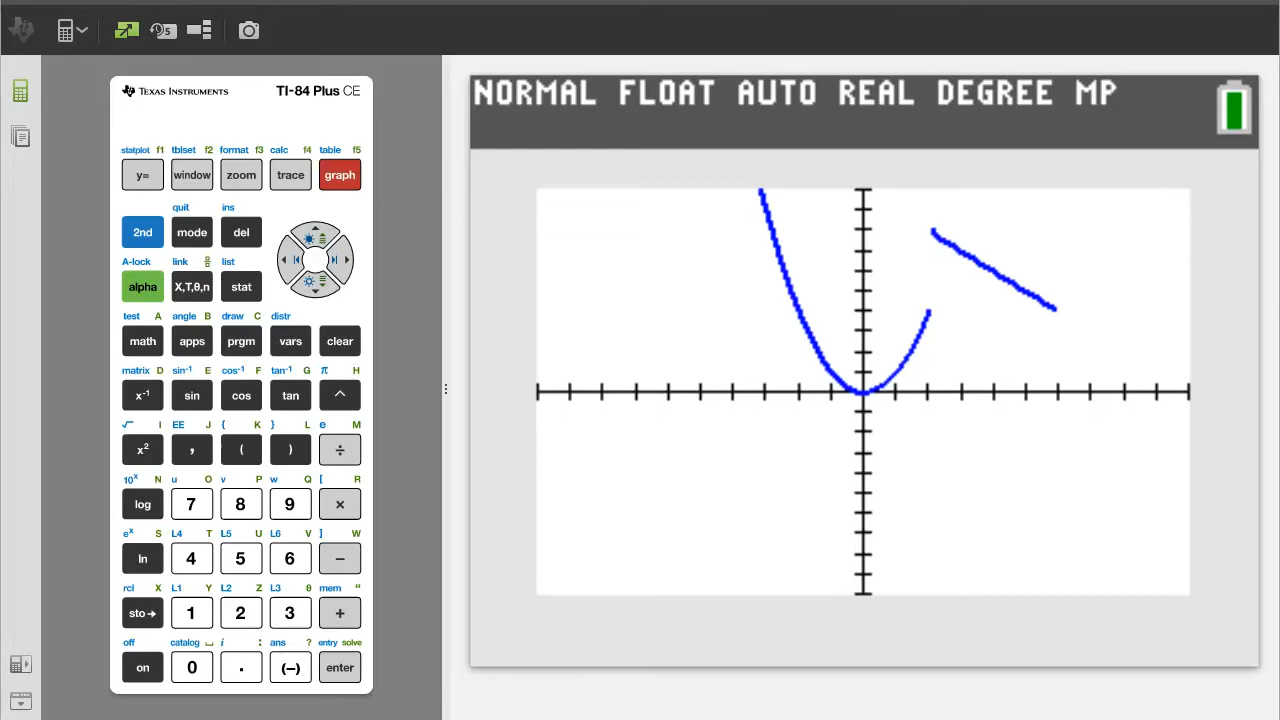 TEXAS INSTRUMENTS TI-84 Plus CE
NORMAL FLOAT AUTO REAL DEGREE MP
statplot f1 tblset f2 format f3 calc f4 table f5
y= window zoom trace graph
quit ins
2nd mode del
A-lock link list
alpha X,T,θ,n stat
test A angle B draw C distr
math apps prgm vars clear
matrix D sin⁻¹ E cos⁻¹ F tan⁻¹ G π H
x⁻¹ sin cos tan ^
√ I EE J { K } L e M
x² , ( ) ÷
10ˣ N u O v P w Q [ R
log 7 8 9 ×
eˣ S L4 T L5 U L6 V ] W
ln 4 5 6 −
rcl X L1 Y L2 Z L3 θ mem “
sto→ 1 2 3 +
off catalog ⎵ i : ans ? entry solve
on 0 . (−) enter